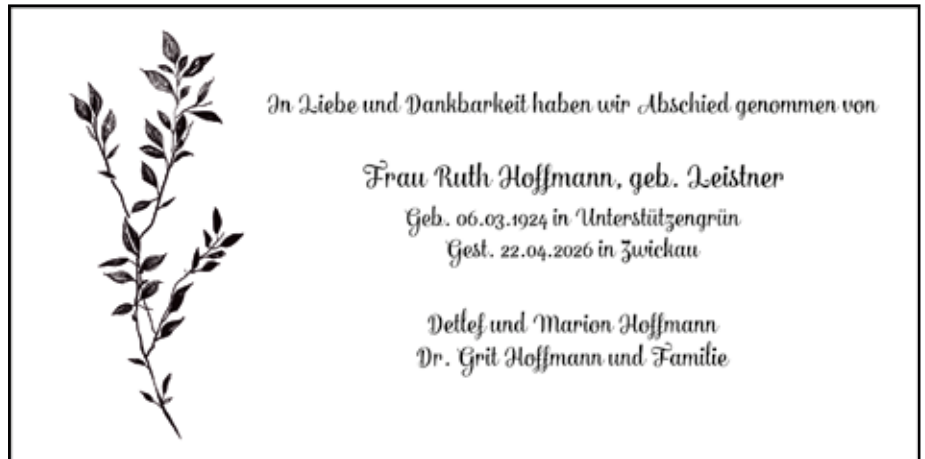 In Liebe und Dankbarkeit haben wir Abschied genommen von
Frau Ruth Hoffmann, geb. Leistner
Geb. 06.03.1924 in Unterstützengrün
Gest. 22.04.2026 in Zwickau
Detlef und Marion Hoffmann
Dr. Grit Hoffmann und Familie